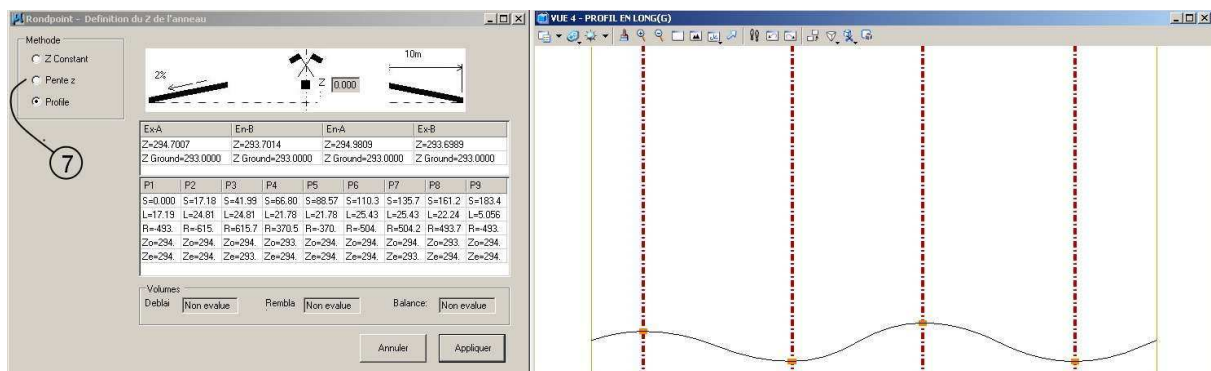 Rondpoint - Definition du Z de l'anneau
Methode
Z Constant
Pente z
Profile
7
2%
Z 0.000
10m
Ex-A En-B En-A Ex-B
Z=294.7007 Z=293.7014 Z=294.9809 Z=293.6989
Z Ground=293.0000 Z Ground=293.0000 Z Ground=293.0000 Z Ground=293.0000
P1 P2 P3 P4 P5 P6 P7 P8 P9
S=0.000 S=17.18 S=41.99 S=66.80 S=88.57 S=110.3 S=135.7 S=161.2 S=183.4
L=17.19 L=24.81 L=24.81 L=21.78 L=21.78 L=25.43 L=25.43 L=22.24 L=5.056
R=-493. R=-615. R=615.7 R=370.5 R=-370. R=-504. R=504.2 R=493.7 R=-493.
Zo=294. Zo=294. Zo=294. Zo=293. Zo=294. Zo=294. Zo=294. Zo=293. Zo=294.
Ze=294. Ze=294. Ze=293. Ze=294. Ze=294. Ze=294. Ze=293. Ze=294. Ze=294.
Volumes
Deblai Non evalue Rembla Non evalue Balance: Non evalue
Annuler Appliquer
VUE 4 - PROFIL EN LONG(G)